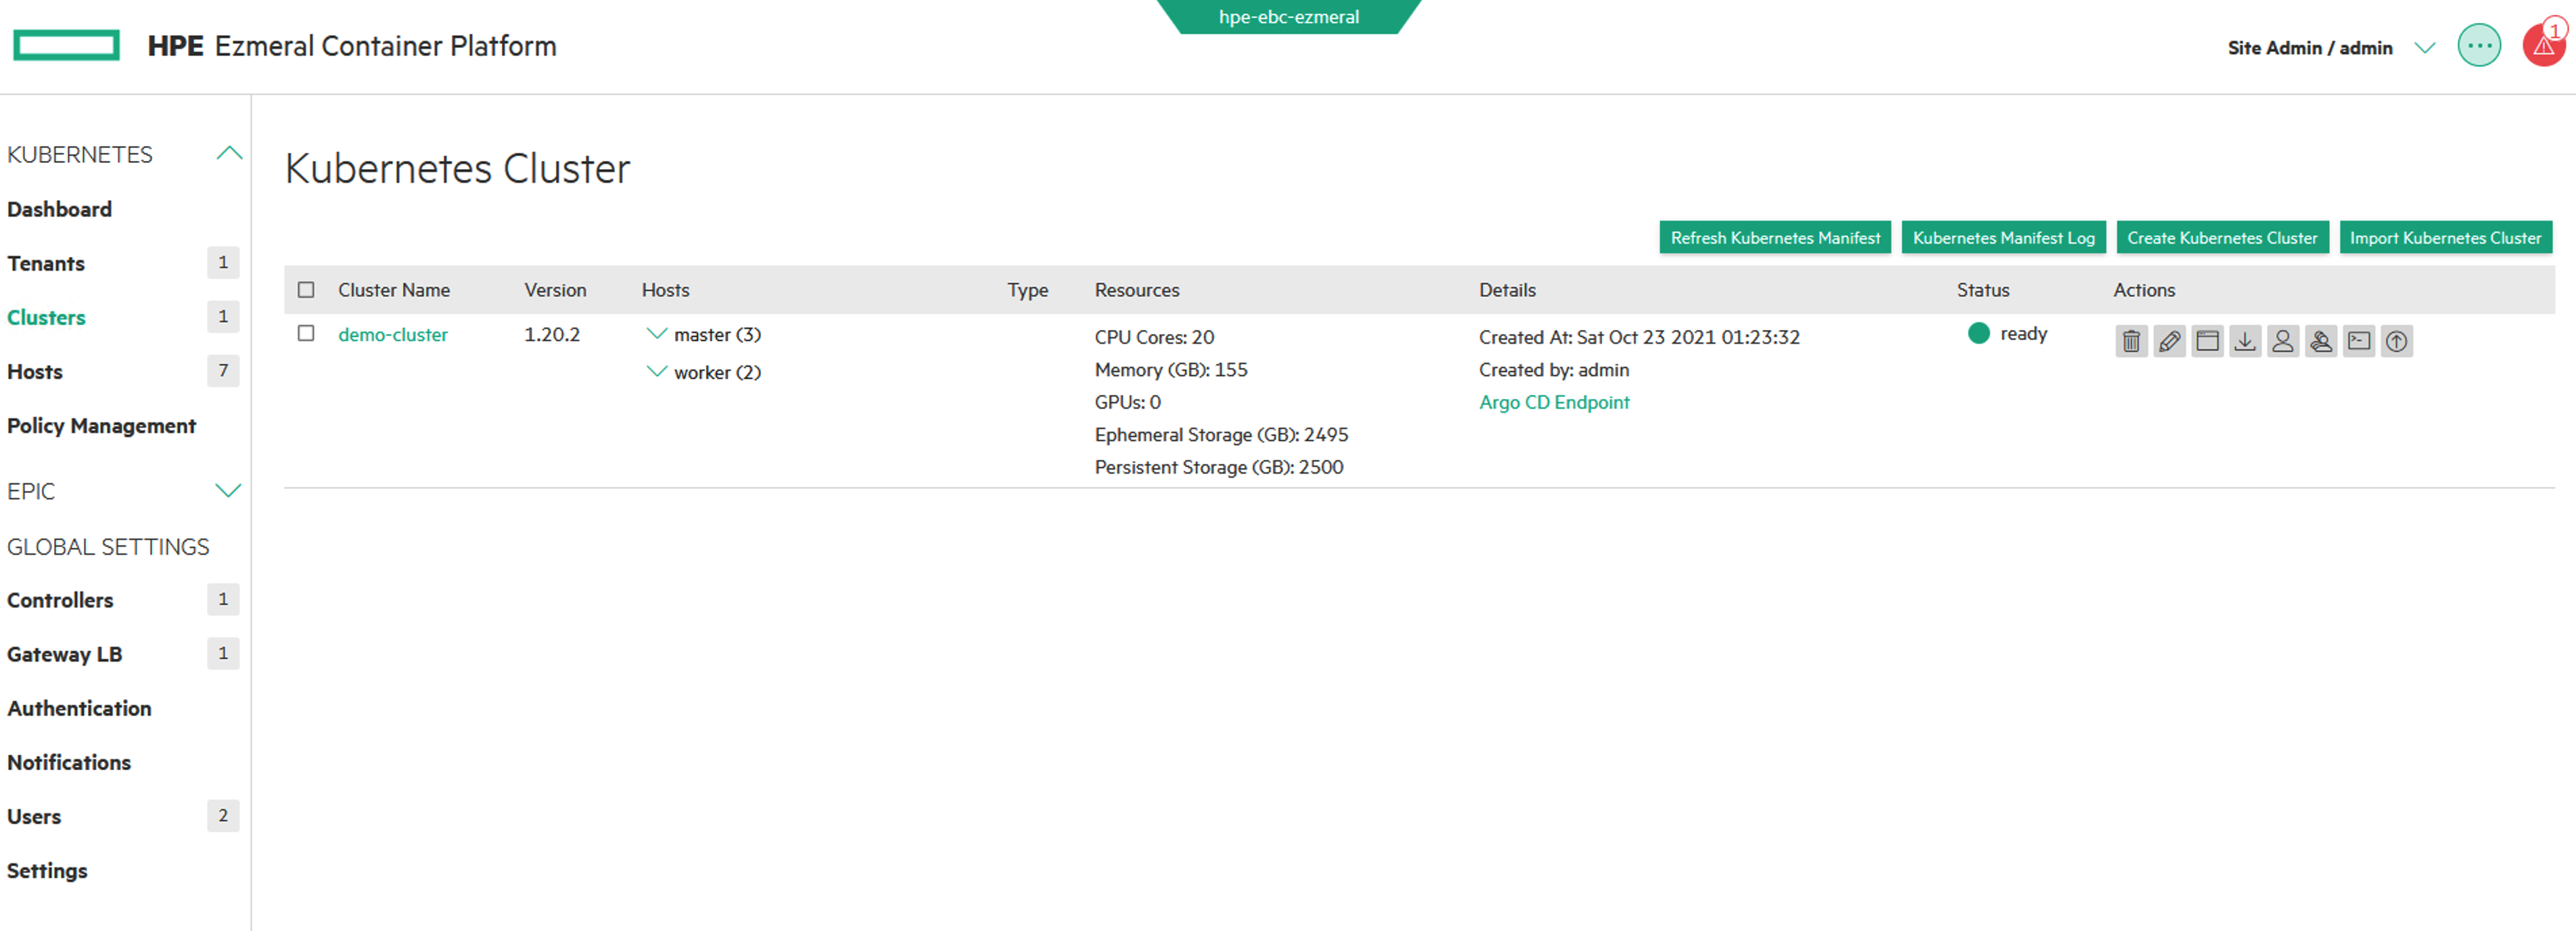 hpe-ebc-ezmeral
HPE Ezmeral Container Platform
Site Admin / admin
1
KUBERNETES
Dashboard
Tenants 1
Clusters 1
Hosts 7
Policy Management
EPIC
GLOBAL SETTINGS
Controllers 1
Gateway LB 1
Authentication
Notifications
Users 2
Settings
Kubernetes Cluster
Refresh Kubernetes Manifest Kubernetes Manifest Log Create Kubernetes Cluster Import Kubernetes Cluster
Cluster Name Version Hosts Type Resources Details Status Actions
demo-cluster 1.20.2 master (3) CPU Cores: 20 Created At: Sat Oct 23 2021 01:23:32 ready
worker (2) Memory (GB): 155 Created by: admin
GPUs: 0 Argo CD Endpoint
Ephemeral Storage (GB): 2495
Persistent Storage (GB): 2500